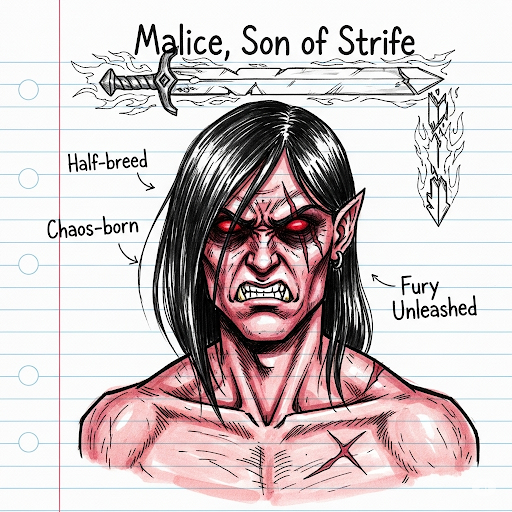 Malice, Son of Strife
Half-breed
Chaos-born
Fury
Unleashed